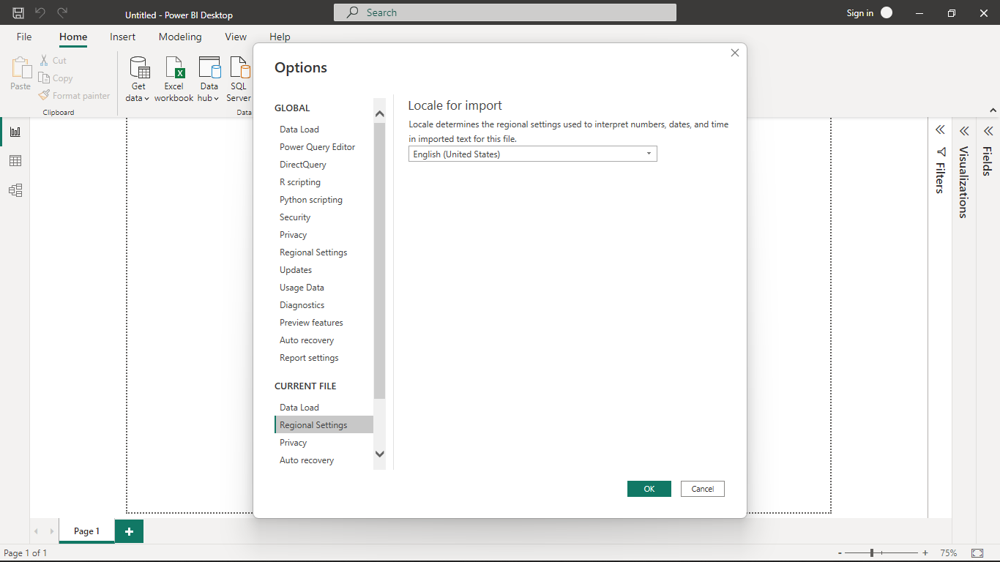 Untitled - Power BI Desktop
Search
Sign in
File
Home
Insert
Modeling
View
Help
Paste
Cut
Copy
Format painter
Clipboard
Get
data
Excel
workbook
Data
hub
SQL
Server
Data
Options
GLOBAL
Data Load
Power Query Editor
DirectQuery
R scripting
Python scripting
Security
Privacy
Regional Settings
Updates
Usage Data
Diagnostics
Preview features
Auto recovery
Report settings
CURRENT FILE
Data Load
Regional Settings
Privacy
Auto recovery
Locale for import
Locale determines the regional settings used to interpret numbers, dates, and time
in imported text for this file.
English (United States)
OK
Cancel
Filters
Visualizations
Fields
Page 1
Page 1 of 1
75%